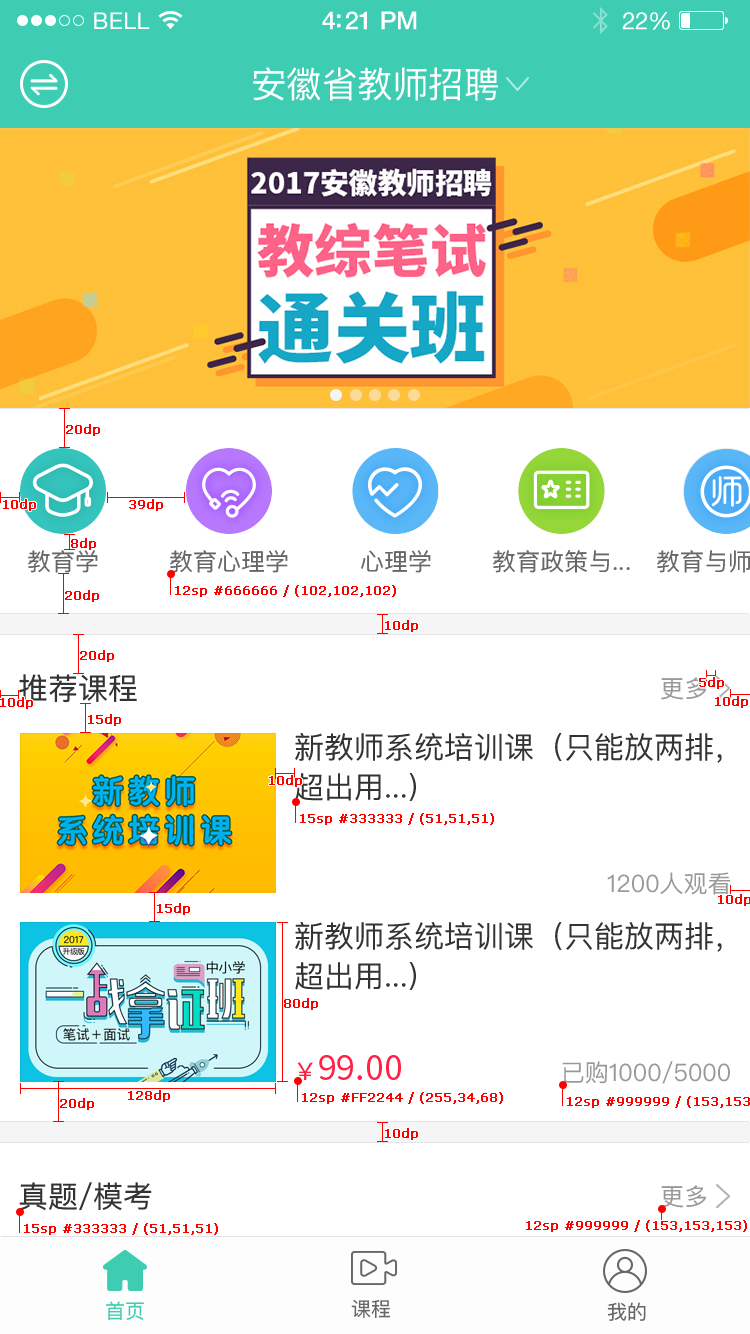 BELL 4:21 PM 22%
安徽省教师招聘
2017安徽教师招聘
教综笔试
通关班
20dp
10dp
39dp
8dp
师
教育学 教育心理学 心理学 教育政策与... 教育与师
12sp #666666 / (102,102,102)
20dp
10dp
20dp
推荐课程 更多
5dp
10dp
10dp
15dp
新教师
系统培训课
新教师系统培训课（只能放两排，
超出用...）
10dp
15sp #333333 / (51,51,51)
1200人观看
10dp
15dp
2017
升级版
中小学
一战拿证班
笔试＋面试
新教师系统培训课（只能放两排，
超出用...）
80dp
¥99.00
已购1000/5000
128dp
12sp #FF2244 / (255,34,68)
12sp #999999 / (153,153
20dp
10dp
真题/模考 更多
15sp #333333 / (51,51,51)
12sp #999999 / (153,153,153)
首页 课程 我的